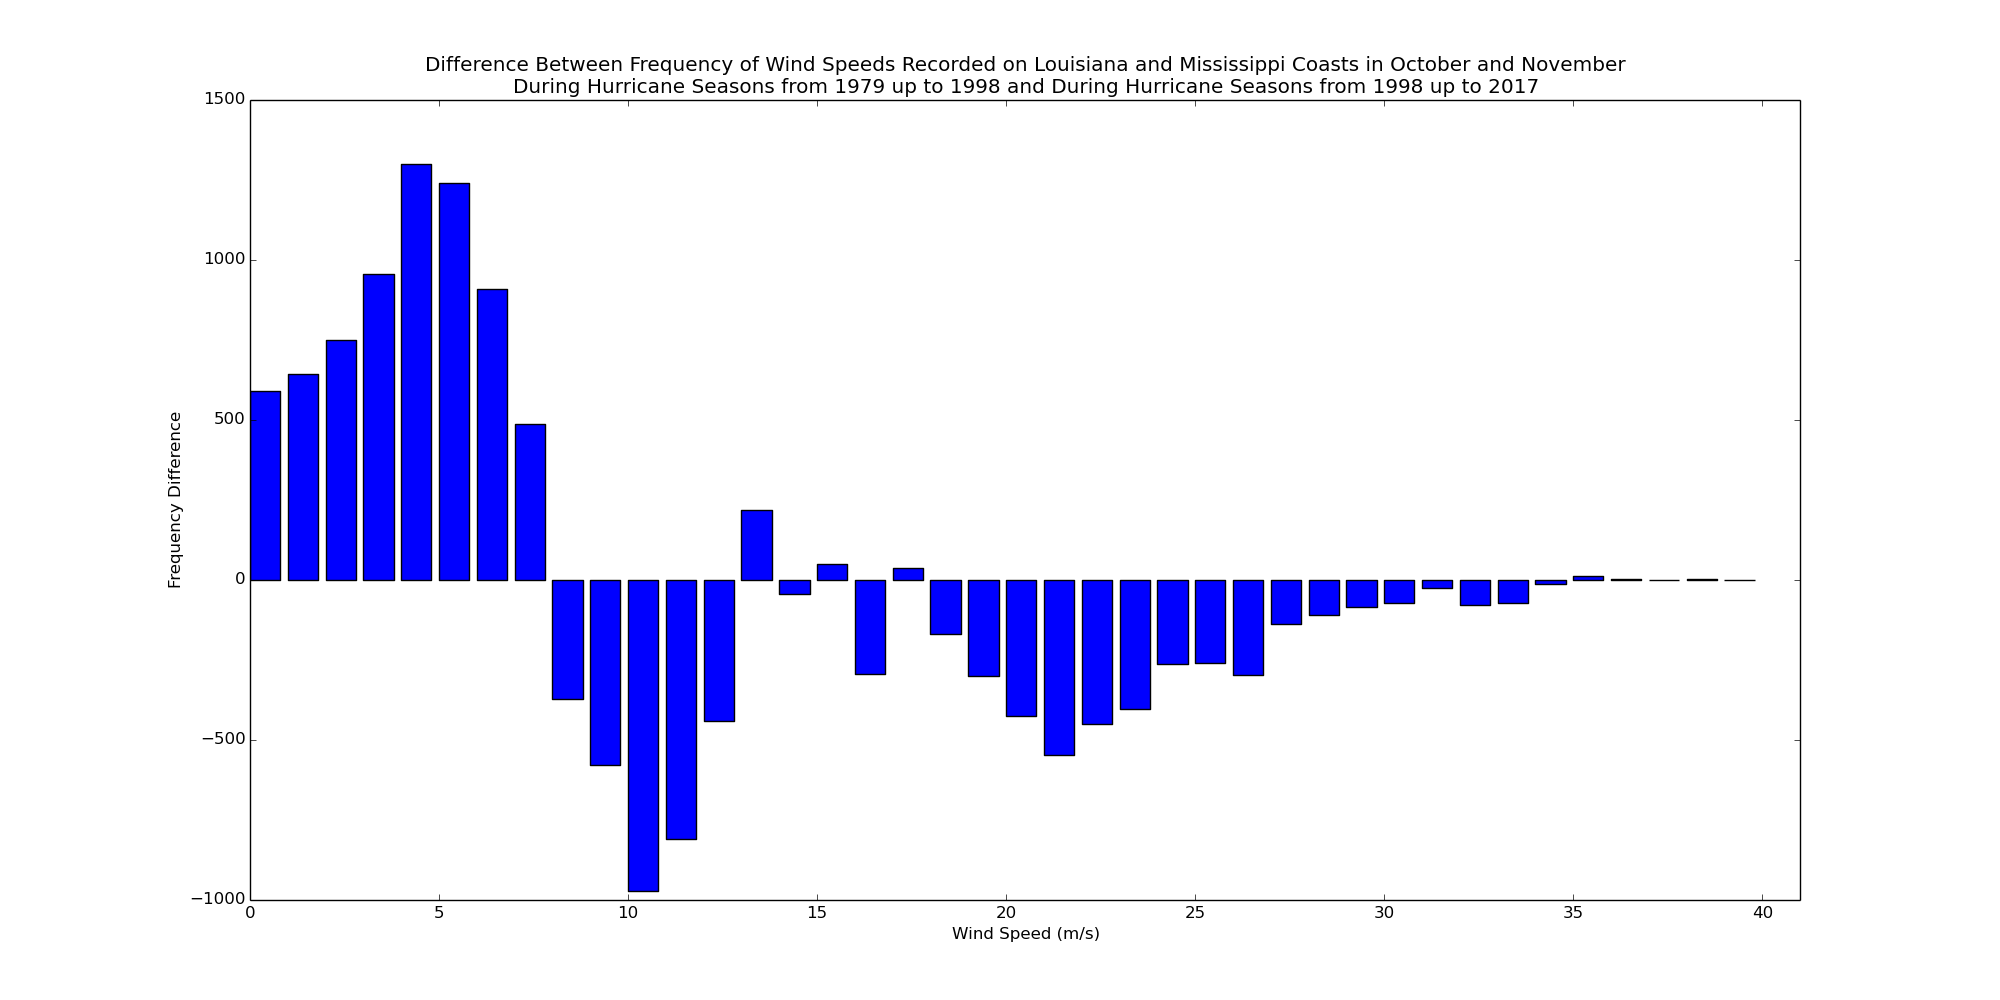 Difference Between Frequency of Wind Speeds Recorded on Louisiana and Mississippi Coasts in October and November
During Hurricane Seasons from 1979 up to 1998 and During Hurricane Seasons from 1998 up to 2017
1500
1000
500
0
−500
−1000
Frequency Difference
0 5 10 15 20 25 30 35 40
Wind Speed (m/s)